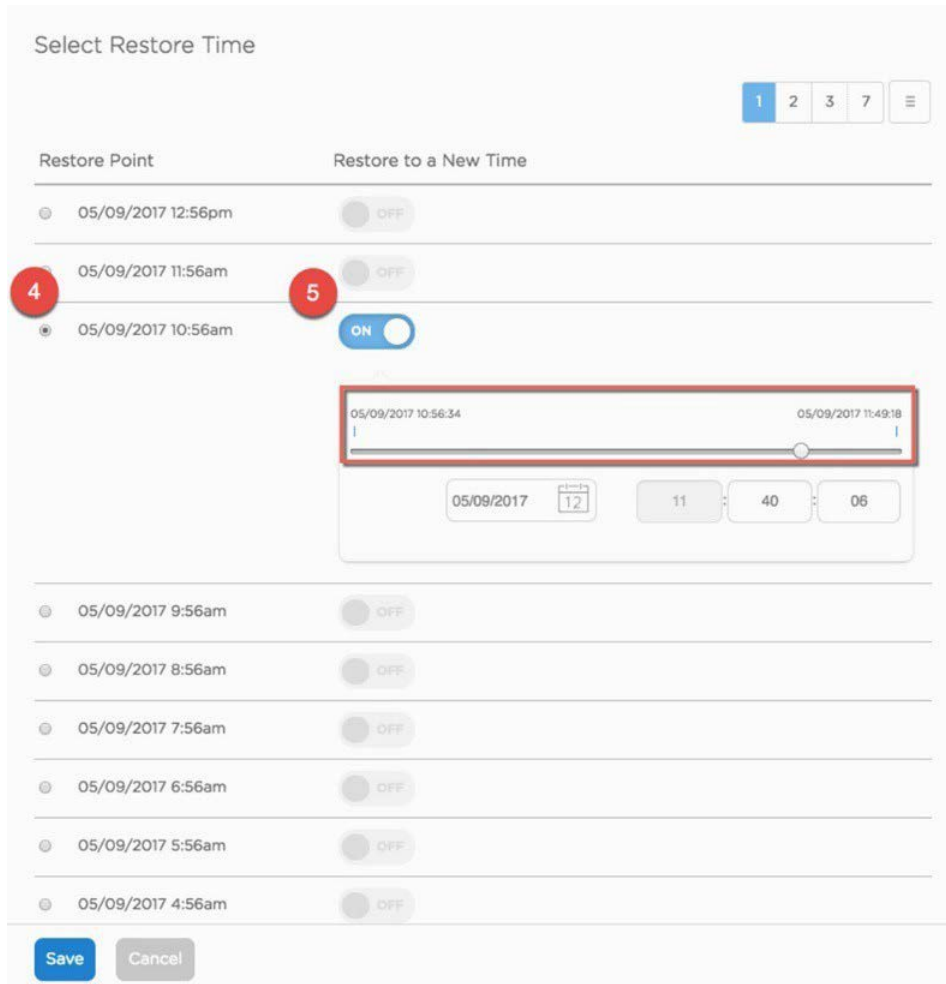 Select Restore Time
1 2 3 7
Restore Point Restore to a New Time
05/09/2017 12:56pm OFF
05/09/2017 11:56am OFF
4 5
05/09/2017 10:56am ON
05/09/2017 10:56:34 05/09/2017 11:49:18
05/09/2017 12 11 : 40 : 06
05/09/2017 9:56am OFF
05/09/2017 8:56am OFF
05/09/2017 7:56am OFF
05/09/2017 6:56am OFF
05/09/2017 5:56am OFF
05/09/2017 4:56am OFF
Save Cancel